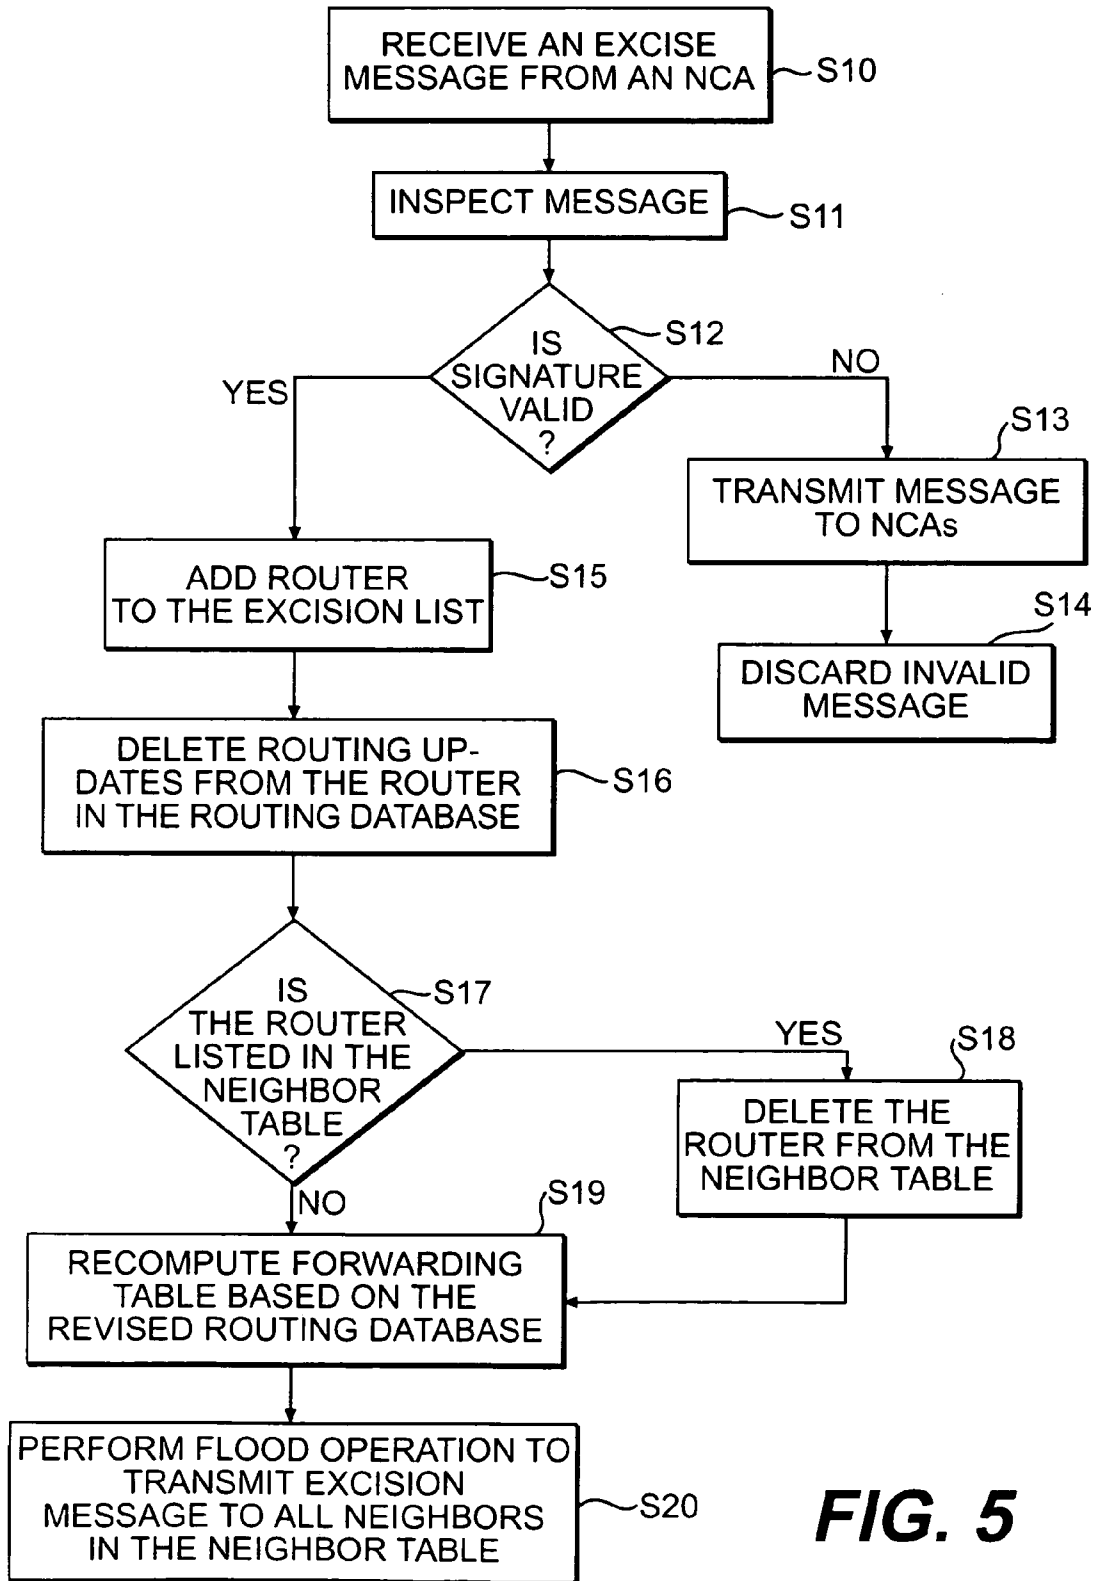 RECEIVE AN EXCISE
MESSAGE FROM AN NCA
S10
INSPECT MESSAGE
S11
IS
SIGNATURE
VALID
?
S12
YES
NO
S13
TRANSMIT MESSAGE
TO NCAs
S14
DISCARD INVALID
MESSAGE
ADD ROUTER
TO THE EXCISION LIST
S15
DELETE ROUTING UP-
DATES FROM THE ROUTER
IN THE ROUTING DATABASE
S16
IS
THE ROUTER
LISTED IN THE
NEIGHBOR
TABLE
?
S17
YES
S18
DELETE THE
ROUTER FROM THE
NEIGHBOR TABLE
NO
S19
RECOMPUTE FORWARDING
TABLE BASED ON THE
REVISED ROUTING DATABASE
PERFORM FLOOD OPERATION TO
TRANSMIT EXCISION
MESSAGE TO ALL NEIGHBORS
IN THE NEIGHBOR TABLE
S20
FIG. 5